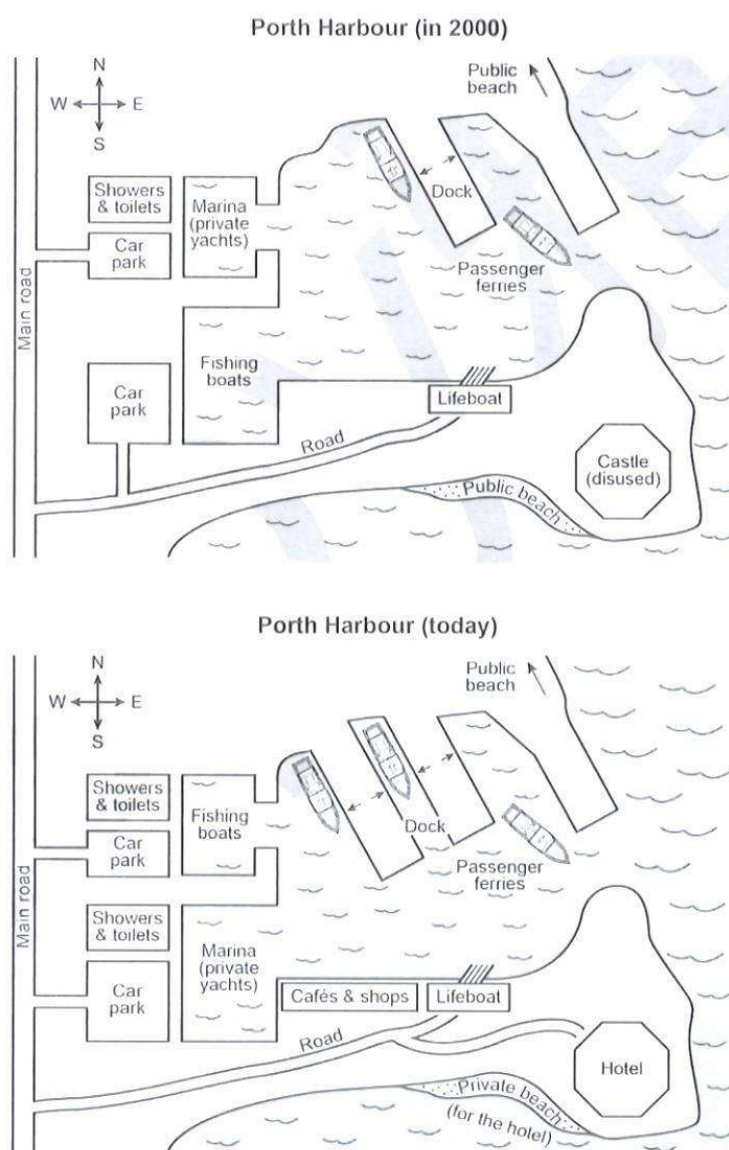 Porth Harbour (in 2000)
N
W
E
S
Public
beach
Showers
& toilets
Marina
(private
yachts)
Dock
Car
park
Passenger
ferries
Main road
Fishing
boats
Car
park
Lifeboat
Road
Castle
(disused)
Public beach
Porth Harbour (today)
N
W
E
S
Public
beach
Showers
& toilets
Fishing
boats
Dock
Car
park
Passenger
ferries
Main road
Showers
& toilets
Marina
(private
yachts)
Car
park
Cafés & shops
Lifeboat
Road
Hotel
Private beach
(for the hotel)